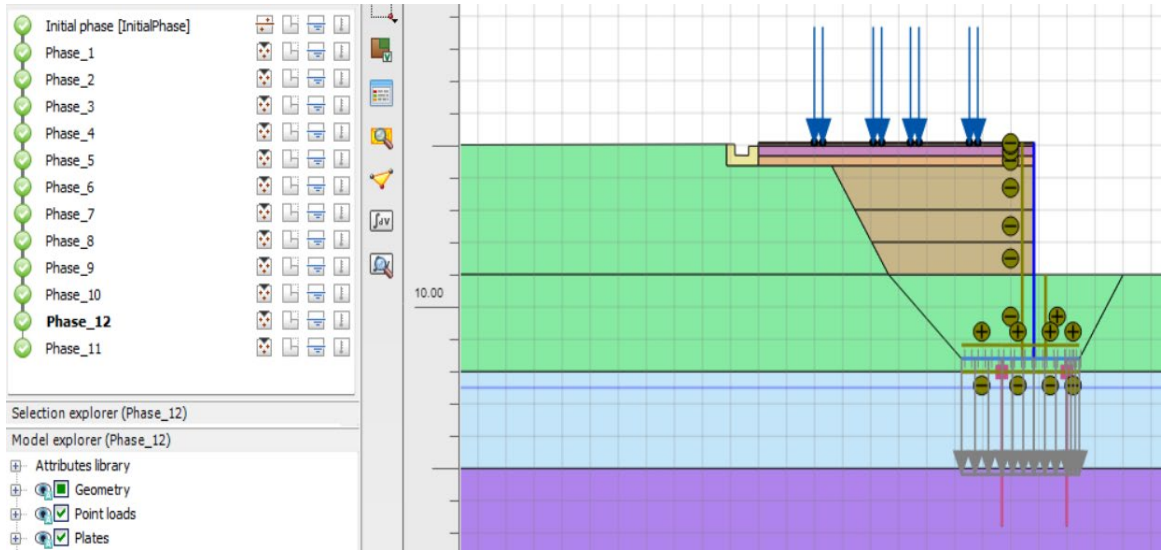 Initial phase [InitialPhase]
Phase_1
Phase_2
Phase_3
Phase_4
Phase_5
Phase_6
Phase_7
Phase_8
Phase_9
Phase_10
Phase_12
Phase_11
Selection explorer (Phase_12)
Model explorer (Phase_12)
Attributes library
Geometry
Point loads
Plates
∫dV
10.00